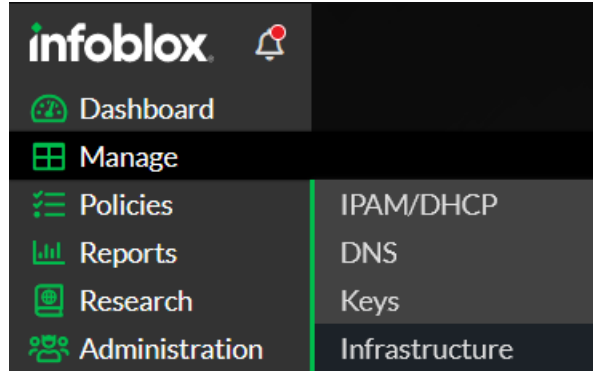 infoblox.
Dashboard
Manage
Policies
Reports
Research
Administration
IPAM/DHCP
DNS
Keys
Infrastructure